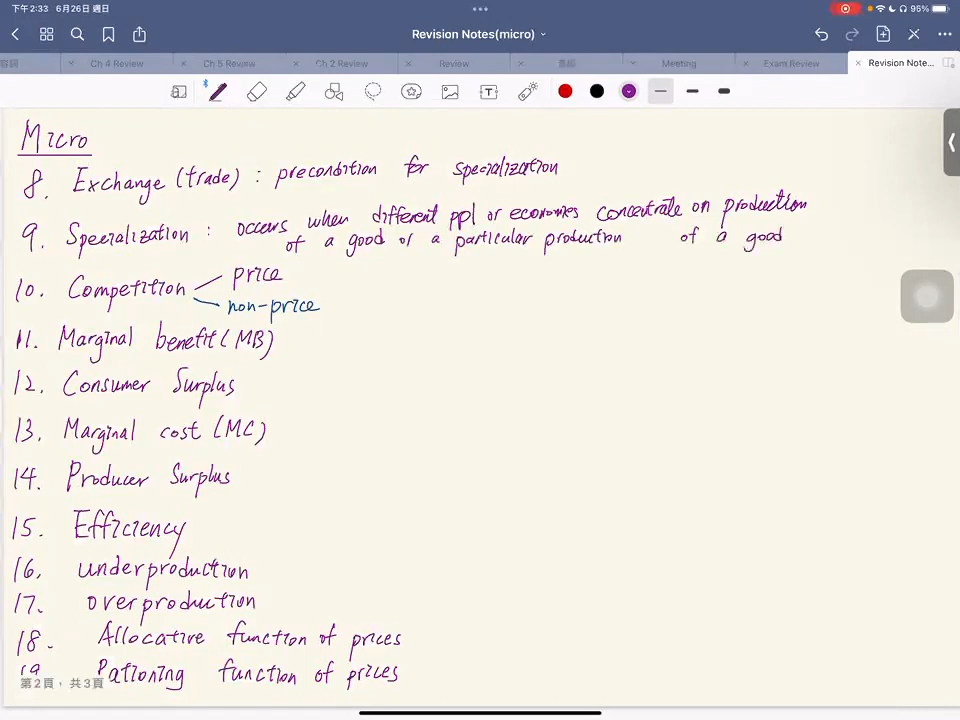 下午2:33 6月26日 週日
95%
Revision Notes(micro)
Ch 4 Review
Ch 5 Review
Ch 2 Review
Review
Meeting
Exam Review
Revision Note...
Micro
8. Exchange (trade) : precondition for specialization
9. Specialization : occurs when different ppl or economies concentrate on production
of a good or a particular production of a good
10. Competition price
non-price
11. Marginal benefit (MB)
12. Consumer Surplus
13. Marginal cost (MC)
14. Producer Surplus
15. Efficiency
16. underproduction
17. overproduction
18. Allocative function of prices
19 Rationing function of prices
第2頁，共3頁